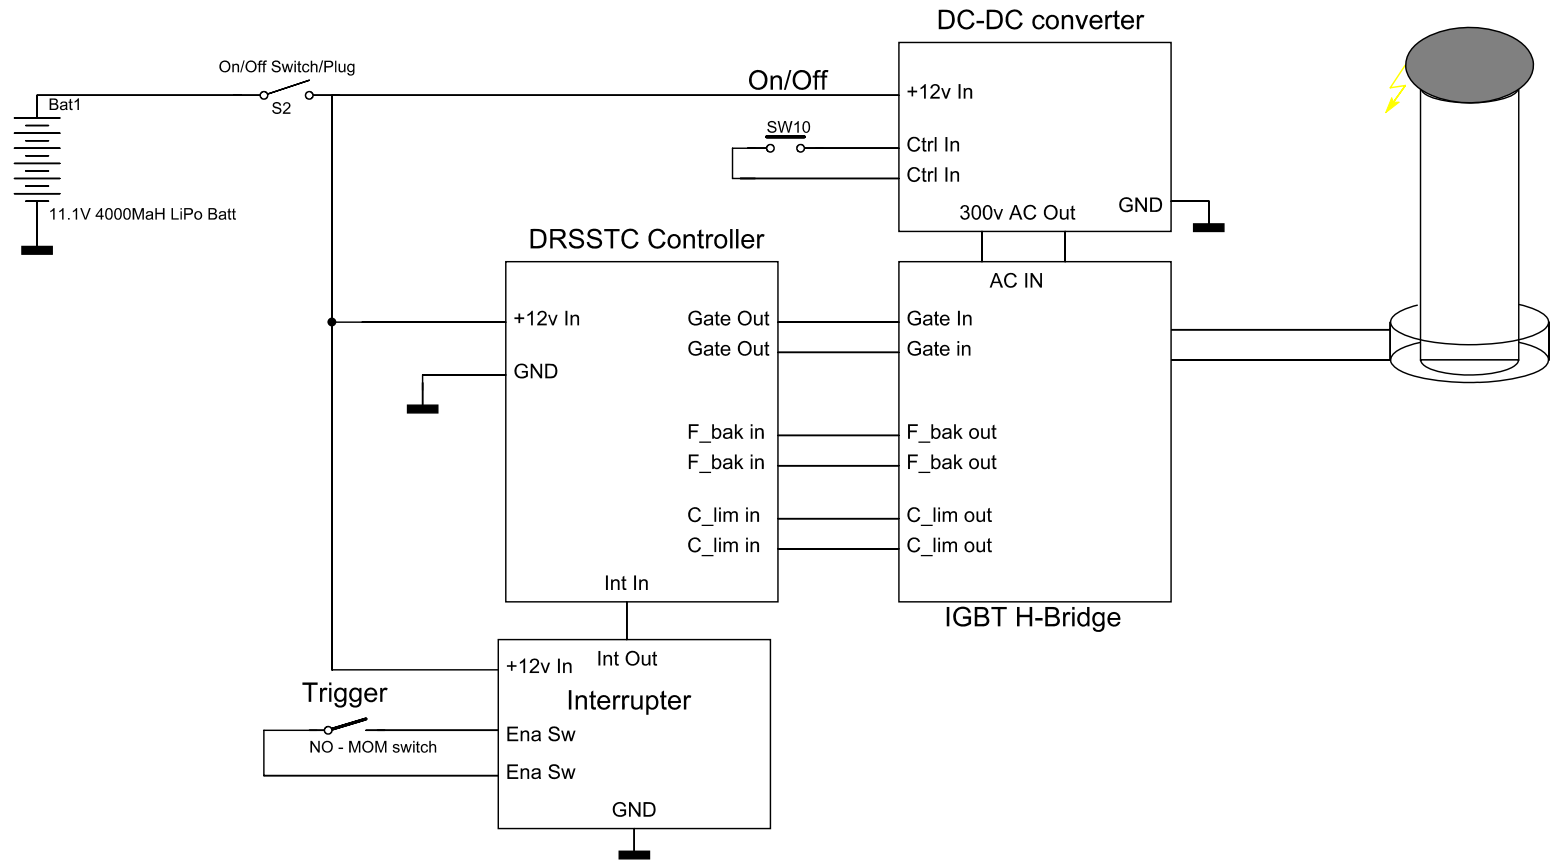 DC-DC converter
On/Off Switch/Plug
On/Off
+12v In
Bat1
S2
SW10
Ctrl In
Ctrl In
11.1V 4000MaH LiPo Batt
300v AC Out
GND
DRSSTC Controller
AC IN
+12v In
Gate Out
Gate In
Gate Out
Gate in
GND
F_bak in
F_bak out
F_bak in
F_bak out
C_lim in
C_lim out
C_lim in
C_lim out
Int In
IGBT H-Bridge
+12v In
Int Out
Trigger
Interrupter
NO - MOM switch
Ena Sw
Ena Sw
GND